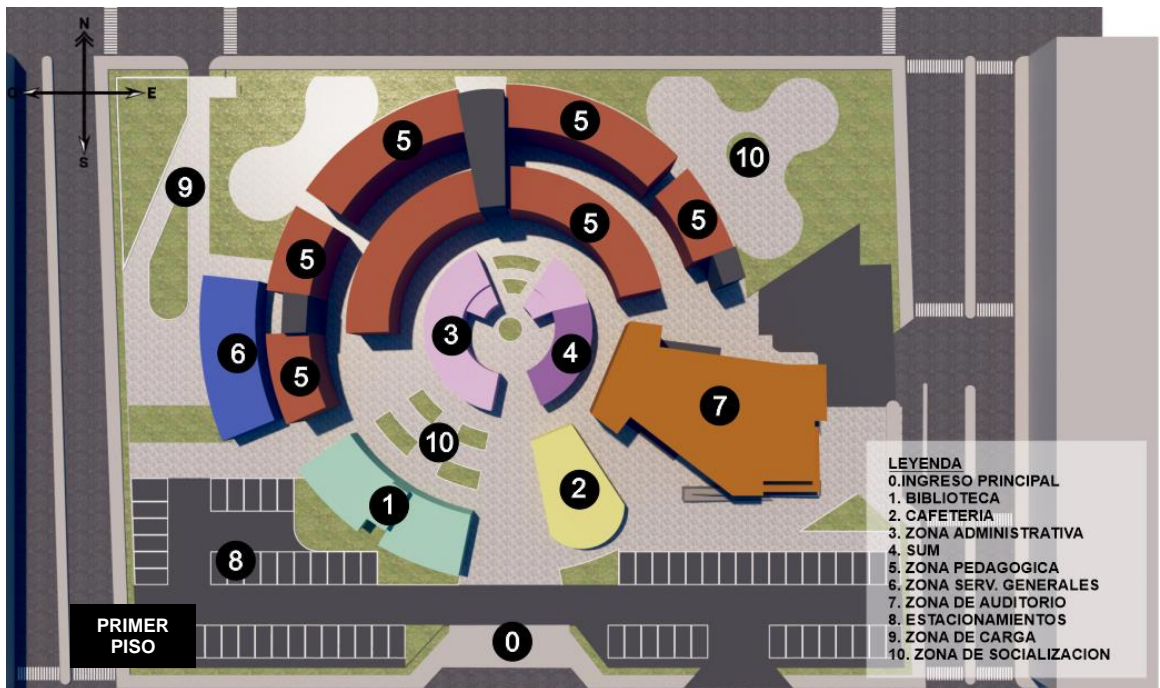 N
O E
S
5
5
5
5
5
5
10
9
3
4
6
7
10
2
1
8
0
PRIMER
PISO
LEYENDA
0.INGRESO PRINCIPAL
1. BIBLIOTECA
2. CAFETERIA
3. ZONA ADMINISTRATIVA
4. SUM
5. ZONA PEDAGOGICA
6. ZONA SERV. GENERALES
7. ZONA DE AUDITORIO
8. ESTACIONAMIENTOS
9. ZONA DE CARGA
10. ZONA DE SOCIALIZACION